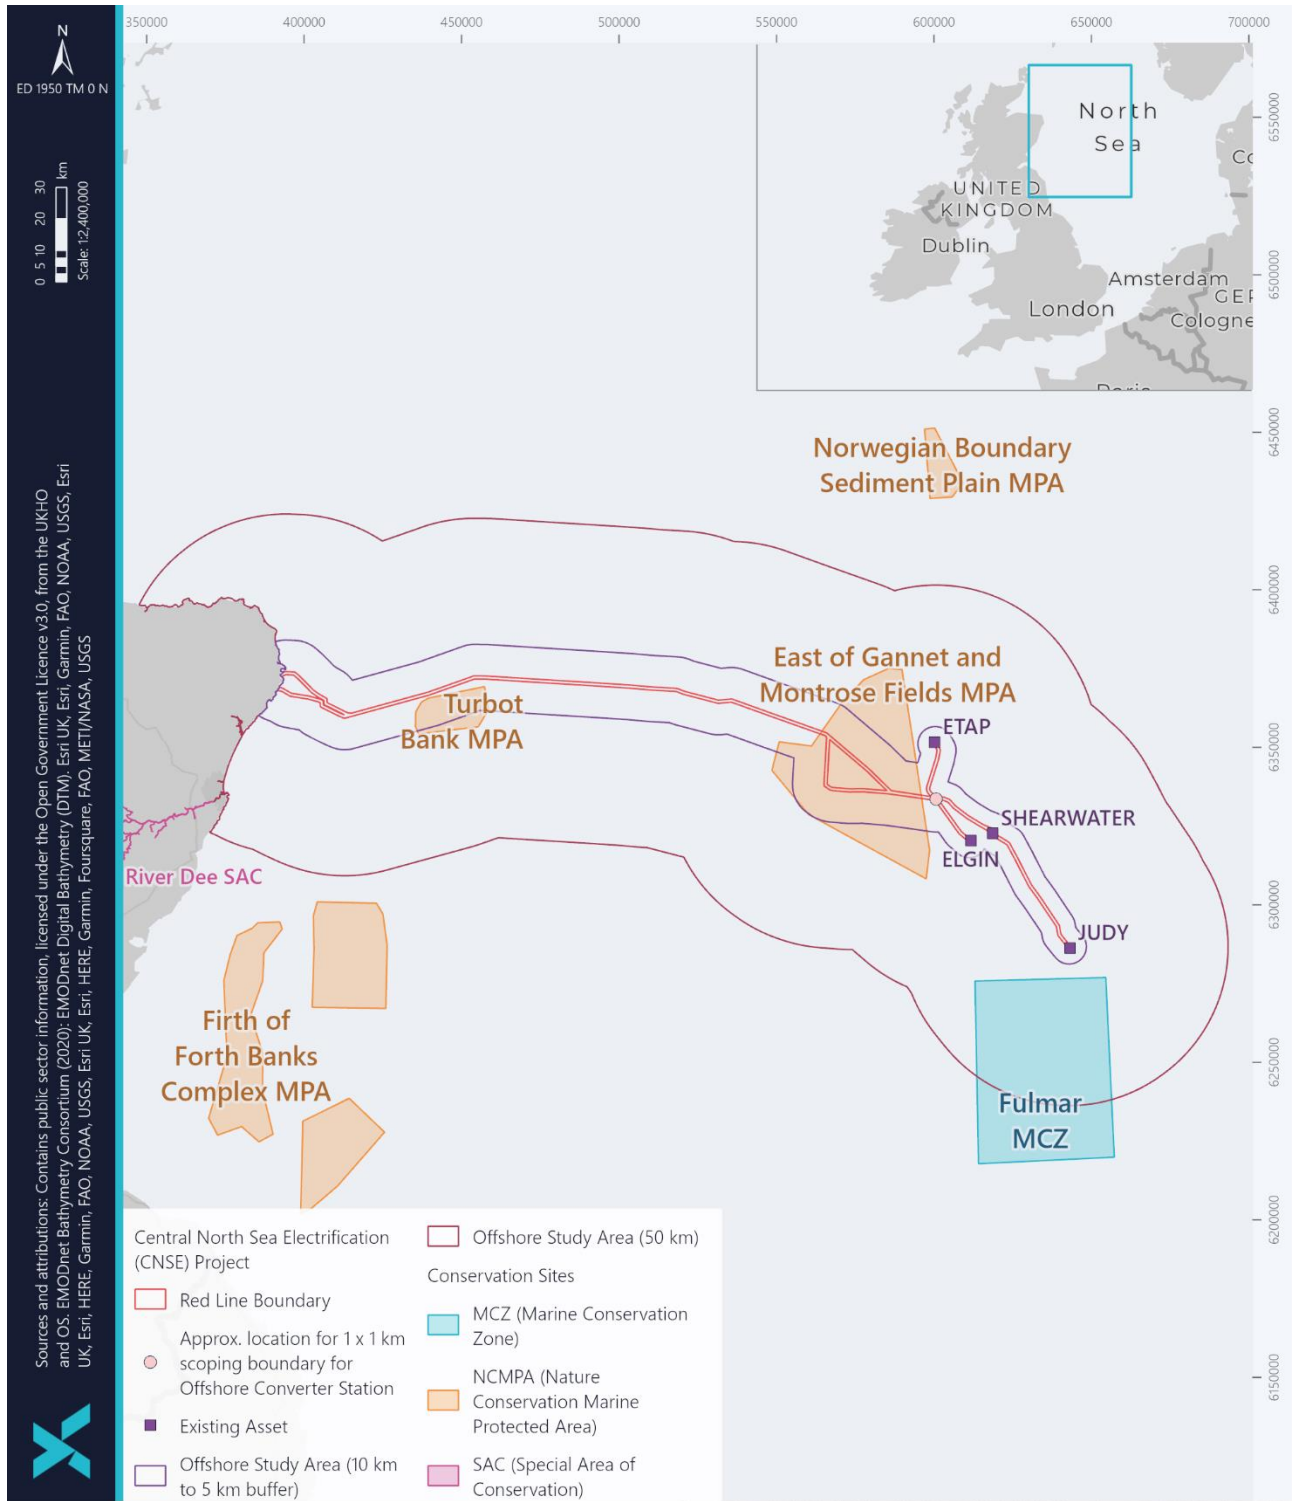 350000
400000
450000
500000
550000
600000
650000
700000
N
ED 1950 TM 0 N
0 5 10 20 30
km
Scale: 1:2,400,000
Sources and attributions: Contains public sector information, licensed under the Open Government Licence v3.0, from the UKHO
and OS. EMODnet Bathymetry Consortium (2020): EMODnet Digital Bathymetry (DTM). Esri UK, Esri, Garmin, FAO, NOAA, USGS, Esri
UK, Esri, HERE, Garmin, FAO, NOAA, USGS, Esri UK, Esri, HERE, Garmin, Foursquare, FAO, METI/NASA, USGS
North
Sea
UNITED
KINGDOM
Dublin
Amsterdam
GER
London
Cologne
6550000
6500000
6450000
6400000
6350000
6300000
6250000
6200000
6150000
Norwegian Boundary
Sediment Plain MPA
East of Gannet and
Montrose Fields MPA
Turbot
Bank MPA
ETAP
SHEARWATER
ELGIN
JUDY
River Dee SAC
Firth of
Forth Banks
Complex MPA
Fulmar
MCZ
Central North Sea Electrification
(CNSE) Project
Red Line Boundary
Approx. location for 1 x 1 km
scoping boundary for
Offshore Converter Station
Existing Asset
Offshore Study Area (10 km
to 5 km buffer)
Offshore Study Area (50 km)
Conservation Sites
MCZ (Marine Conservation
Zone)
NCMPA (Nature
Conservation Marine
Protected Area)
SAC (Special Area of
Conservation)